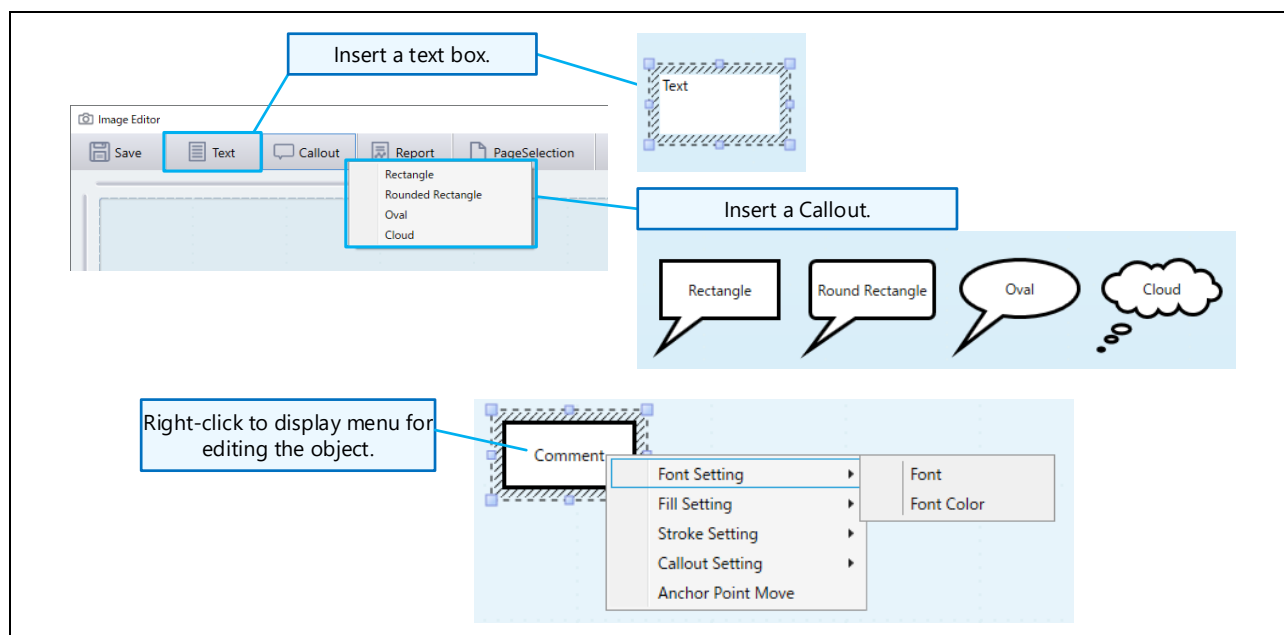 Insert a text box.
Text
Image Editor
Save Text Callout Report PageSelection
Rectangle
Rounded Rectangle
Oval
Cloud
Insert a Callout.
Rectangle Round Rectangle Oval Cloud
Right-click to display menu for
editing the object.
Comment
Font Setting
Fill Setting
Stroke Setting
Callout Setting
Anchor Point Move
Font
Font Color